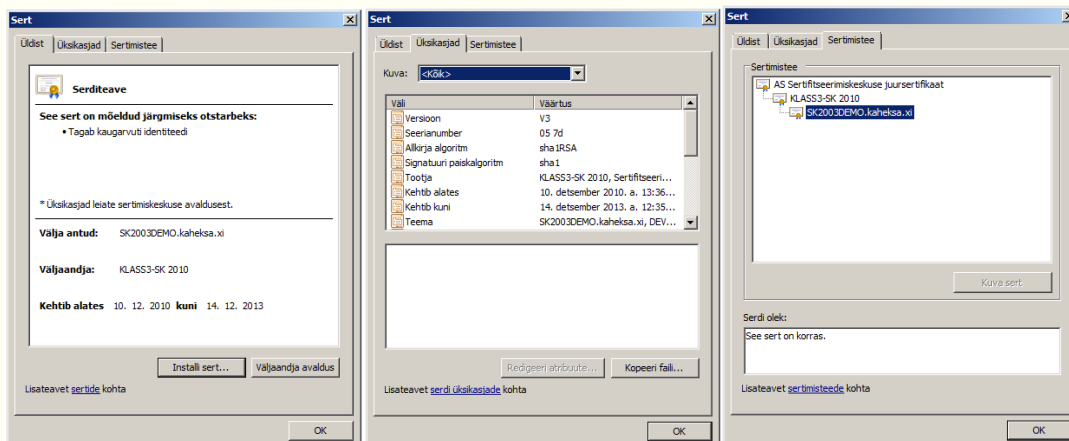 Sert
Üldist Üksikasjad Sertimistee
Serditeave
See sert on mõeldud järgmiseks otstarbeks:
• Tagab kaugarvuti identiteedi
* Üksikasjad leiate sertimiskeskuse avaldusest.
Välja antud: SK2003DEMO.kaheksa.xi
Väljaandja: KLASS3-SK 2010
Kehtib alates 10. 12. 2010 kuni 14. 12. 2013
Installi sert... Väljaandja avaldus
Lisateavet sertide kohta
OK
Sert
Üldist Üksikasjad Sertimistee
Kuva: <Kõik>
Väli Väärtus
Versioon V3
Seerianumber 05 7d
Allkirja algoritm sha1RSA
Signatuuri paiskalgoritm sha1
Tootja KLASS3-SK 2010, Sertifitseeri...
Kehtib alates 10. detsember 2010. a. 13:36...
Kehtib kuni 14. detsember 2013. a. 12:35...
Teema SK2003DEMO.kaheksa.xi, DEV...
Redigeeri atribuute... Kopeeri faili...
Lisateavet serdi üksikasjade kohta
OK
Sert
Üldist Üksikasjad Sertimistee
Sertimistee
AS Sertifitseerimiskeskuse juursertifikaat
KLASS3-SK 2010
SK2003DEMO.kaheksa.xi
Kuva sert
Serdi olek:
See sert on korras.
Lisateavet sertimisteede kohta
OK